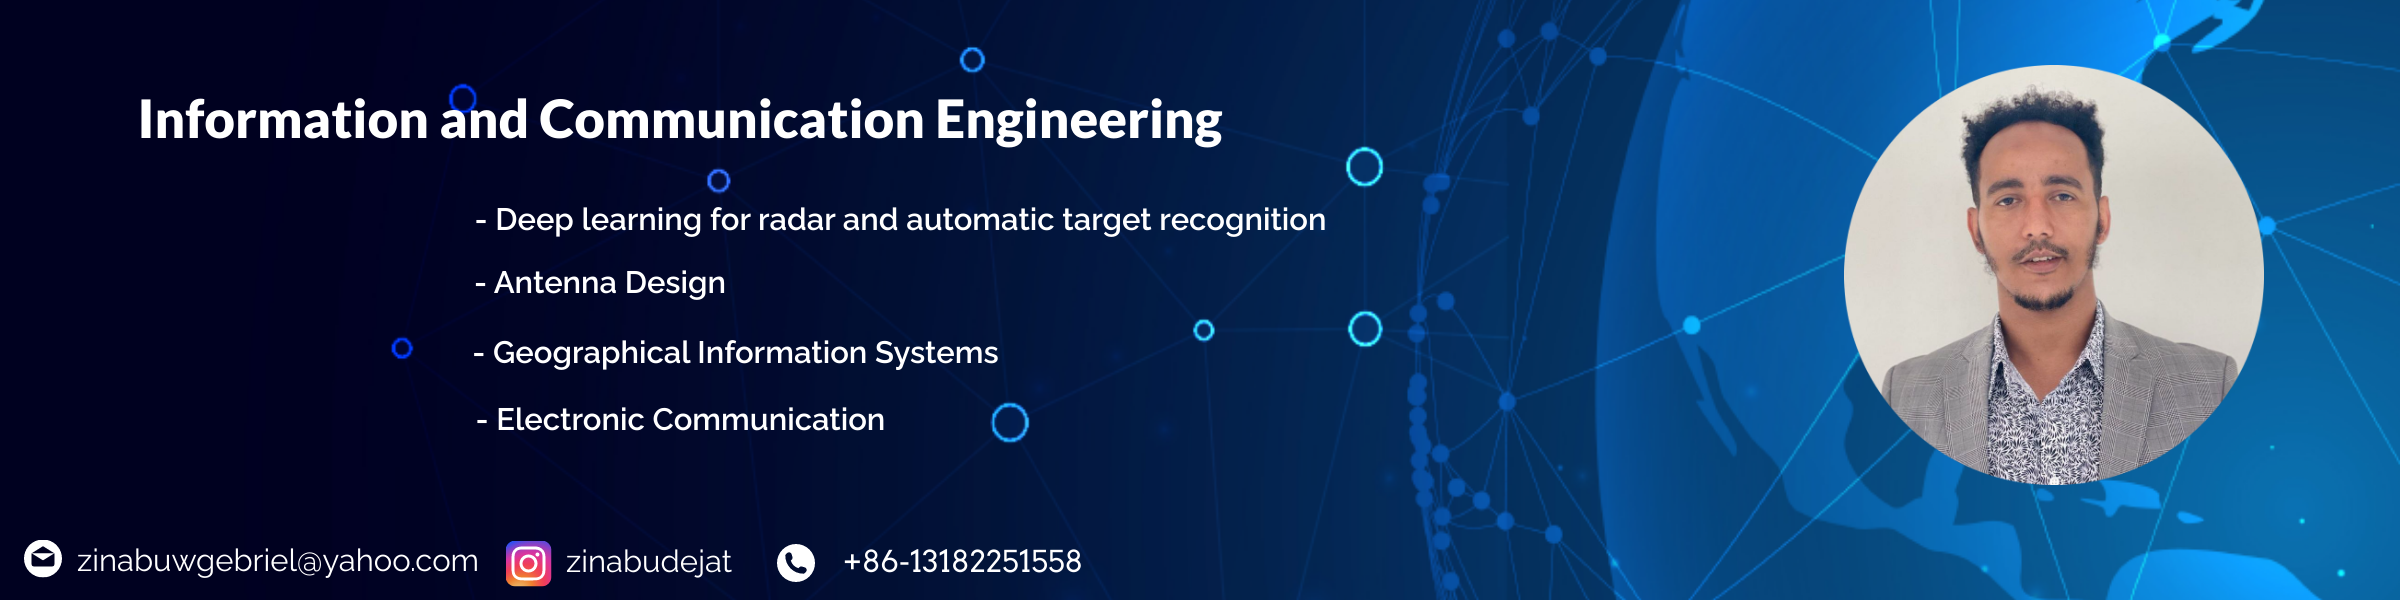 Information and Communication Engineering
- Deep learning for radar and automatic target recognition
- Antenna Design
- Geographical Information Systems
- Electronic Communication
zinabuwgebriel@yahoo.com zinabudejat +86-13182251558